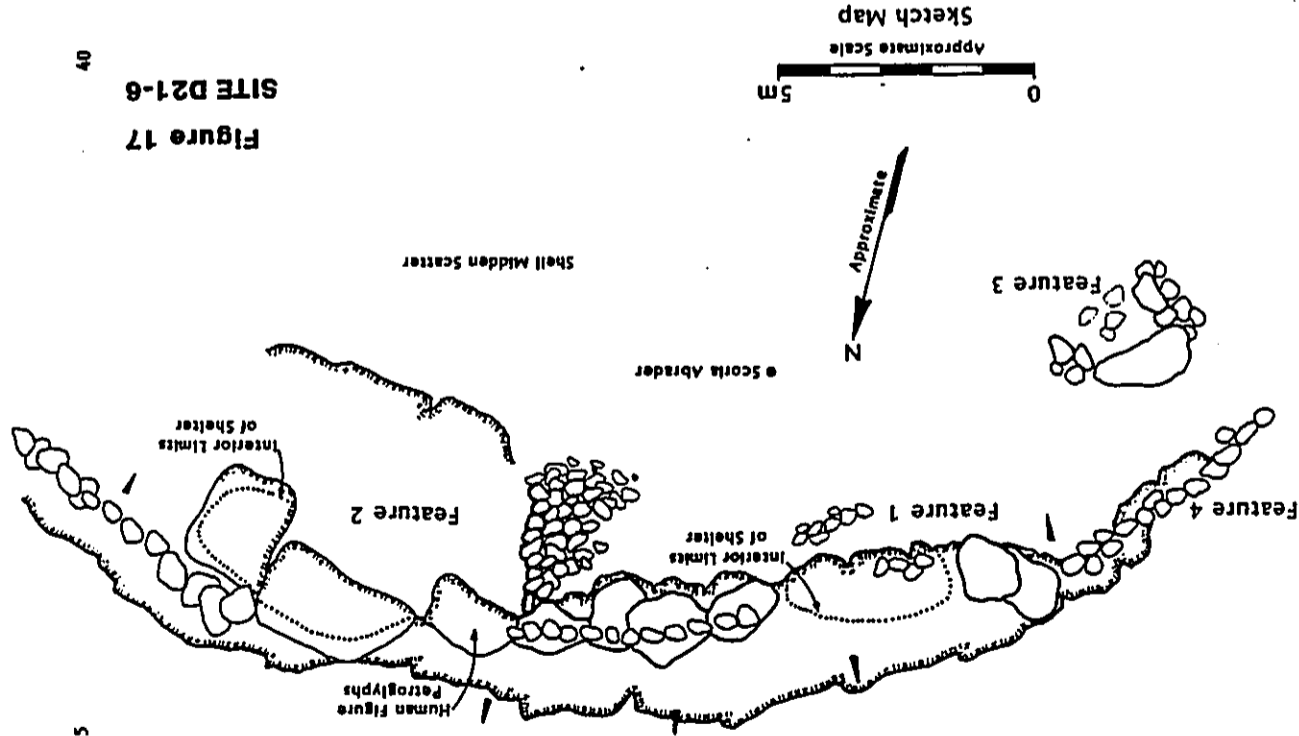 5
Human Figure
Petroglyphs
Interior Limits
of Shelter
Feature 4
Feature 1
Feature 2
Interior Limits
of Shelter
Scoria Abrader
N
Feature 3
Approximate
Shell Midden Scatter
0 5m
Approximate Scale
Sketch Map
Figure 17
SITE D21-6
40